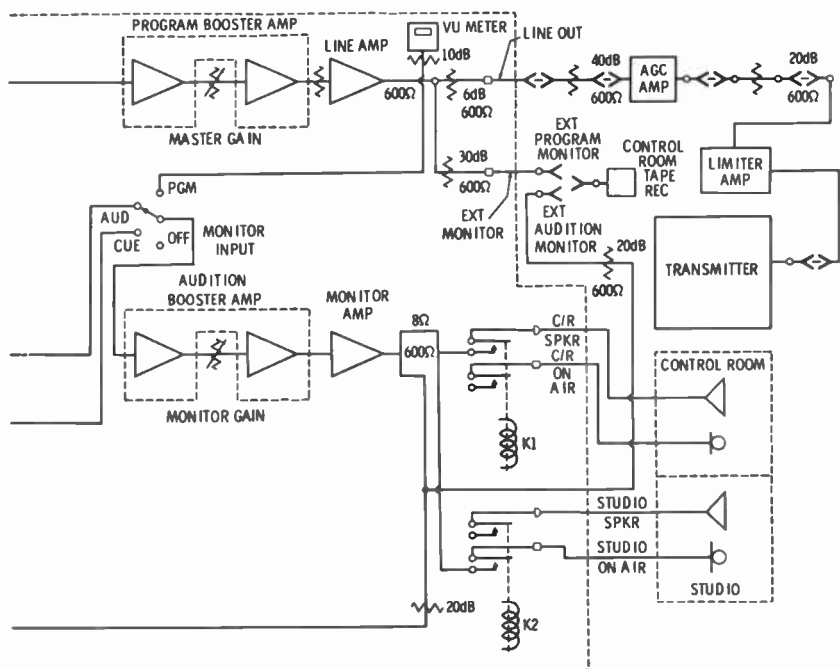 PROGRAM BOOSTER AMP
VU METER
LINE AMP
10dB
LINE OUT
40dB
20dB
AGC
AMP
600Ω
6dB
600Ω
600Ω
600Ω
MASTER GAIN
EXT
PROGRAM
MONITOR
CONTROL
ROOM
TAPE
REC
30dB
LIMITER
AMP
600Ω
PGM
AUD
CUE
OFF
MONITOR
INPUT
EXT
MONITOR
EXT
AUDITION
MONITOR
20dB
600Ω
TRANSMITTER
AUDITION
BOOSTER AMP
MONITOR
AMP
8Ω
600Ω
C/R
SPKR
C/R
ON
AIR
CONTROL ROOM
MONITOR GAIN
K1
STUDIO
SPKR
STUDIO
ON AIR
STUDIO
20dB
K2